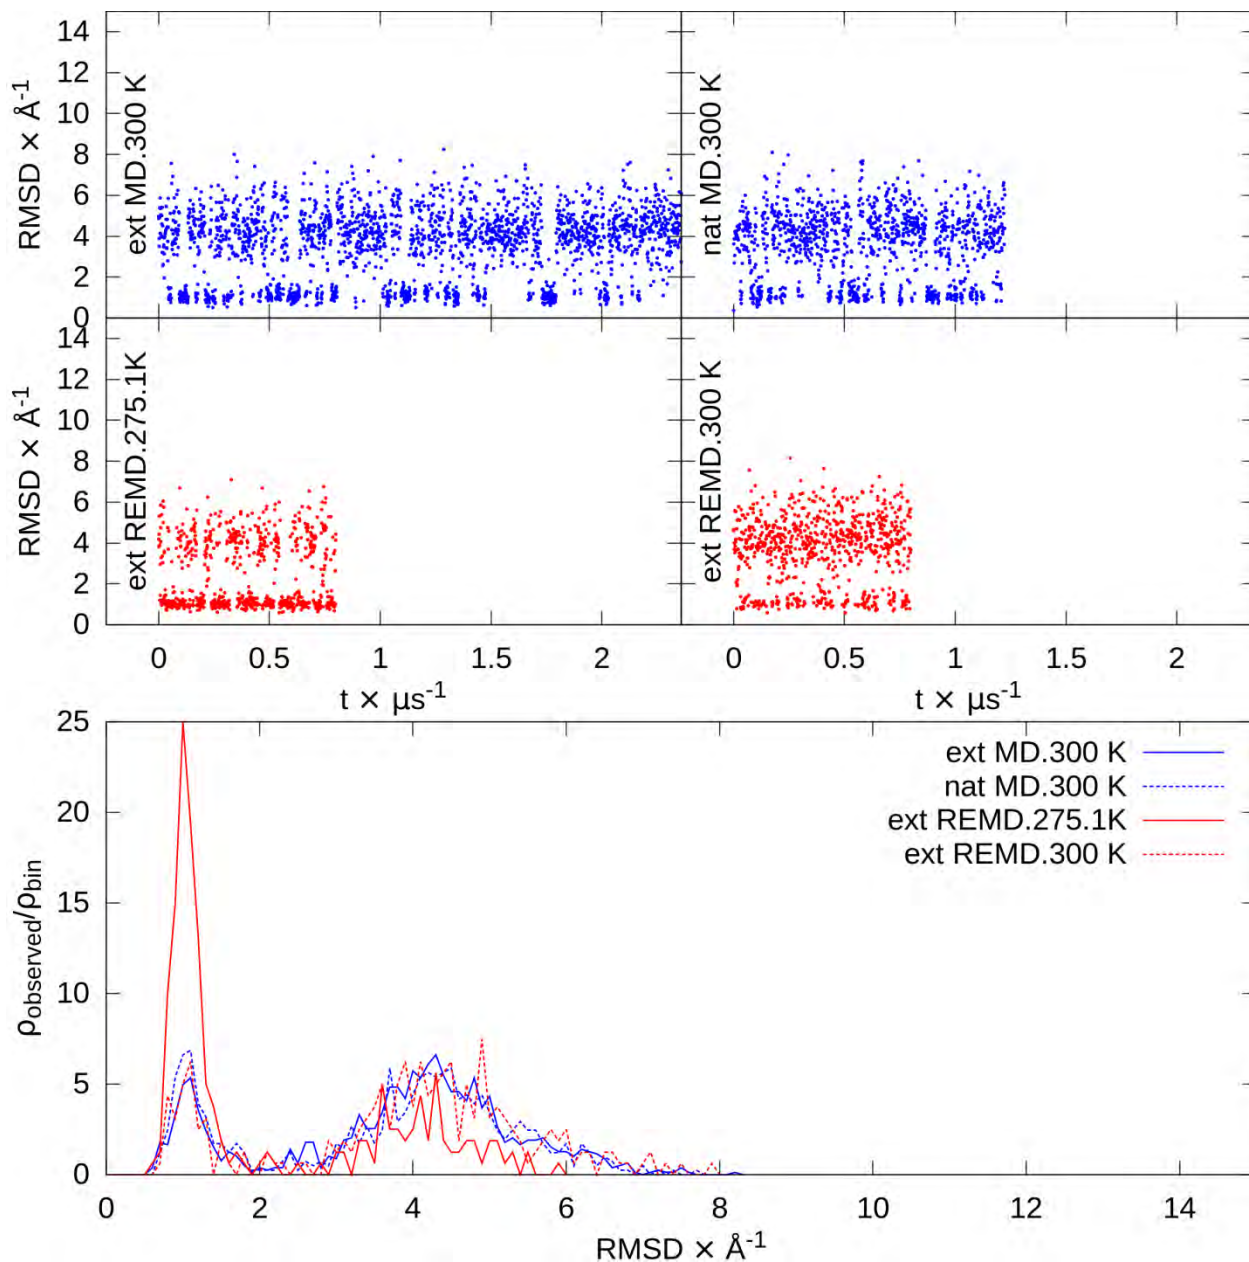 14
12
10
8
6
4
2
0
RMSD × Å⁻¹
ext MD.300 K
nat MD.300 K
14
12
10
8
6
4
2
0
RMSD × Å⁻¹
ext REMD.275.1K
ext REMD.300 K
0 0.5 1 1.5 2
0 0.5 1 1.5 2
t × µs⁻¹
t × µs⁻¹
25
20
15
10
5
0
ρobserved/ρbin
ext MD.300 K
nat MD.300 K
ext REMD.275.1K
ext REMD.300 K
0 2 4 6 8 10 12 14
RMSD × Å⁻¹